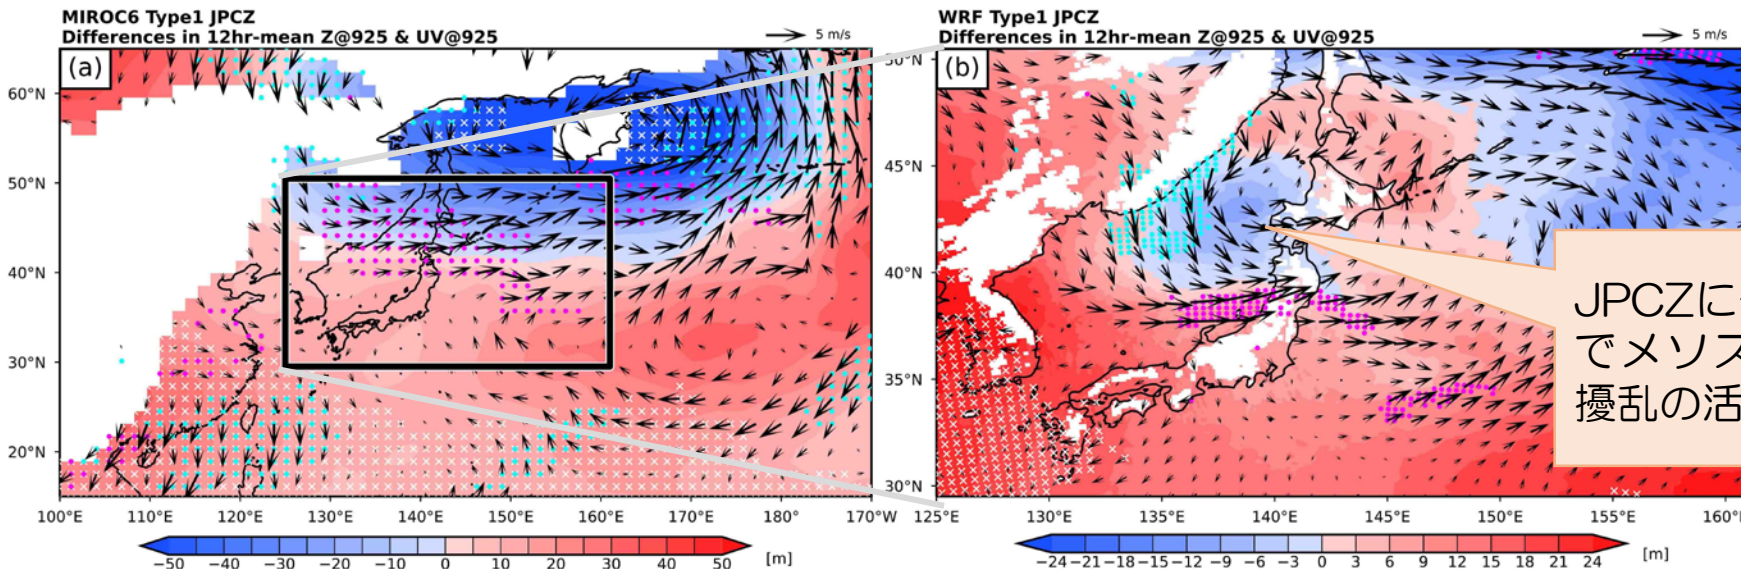 MIROC6 Type1 JPCZ
Differences in 12hr-mean Z@925 & UV@925
5 m/s
(a)
60°N
50°N
40°N
30°N
20°N
100°E 110°E 120°E 130°E 140°E 150°E 160°E 170°E 180° 170°W
−50 −40 −30 −20 −10 0 10 20 30 40 50 [m]
WRF Type1 JPCZ
Differences in 12hr-mean Z@925 & UV@925
5 m/s
(b)
50°N
45°N
40°N
35°N
30°N
125°E 130°E 135°E 140°E 145°E 150°E 155°E 160°
−24 −21 −18 −15 −12 −9 −6 −3 0 3 6 9 12 15 18 21 24 [m]
JPCZに
でメソス
擾乱の活